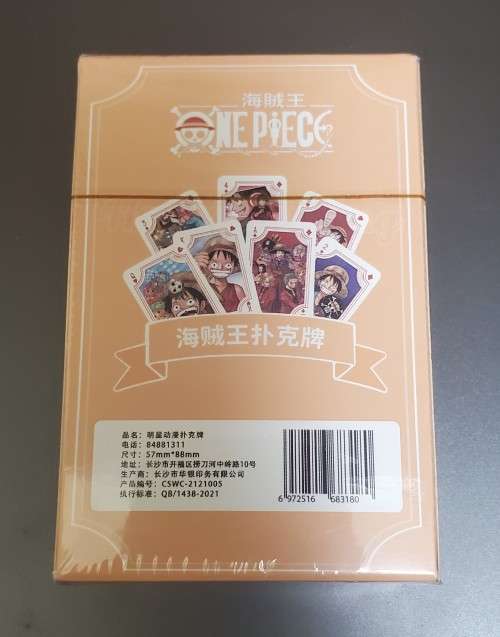 海贼王
ONE PIECE
海贼王扑克牌
品名: 明星动漫扑克牌
电话: 84881311
尺寸: 57mm*88mm
地址: 长沙市开福区捞刀河中岭路10号
生产商: 长沙市华银印务有限公司
产品编号: CSWC-2121005
执行标准: QB/1438-2021
6 972516 683180